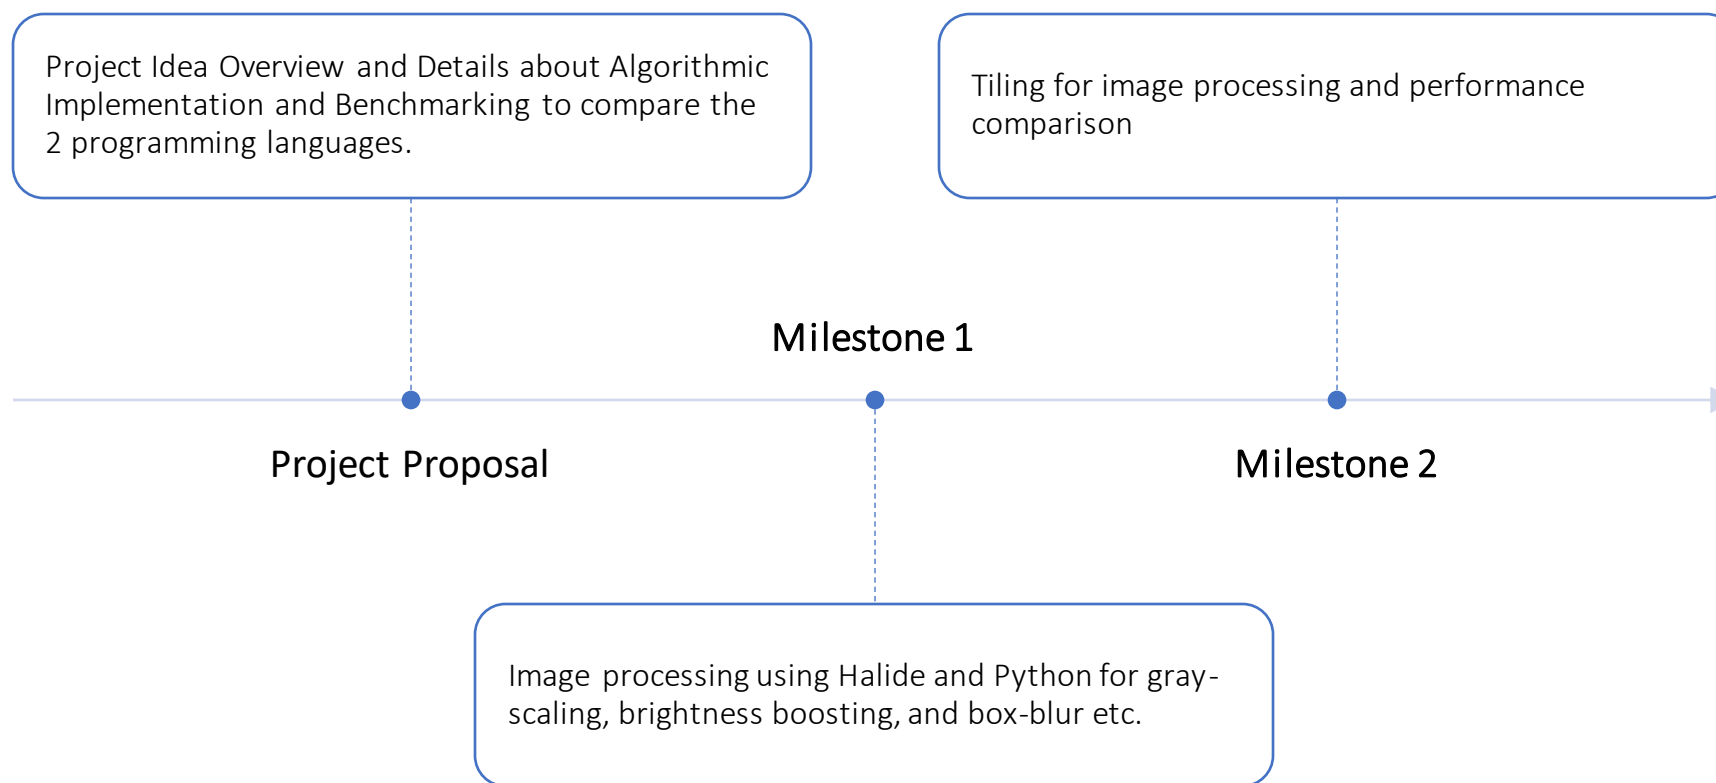 Project Idea Overview and Details about Algorithmic
Implementation and Benchmarking to compare the
2 programming languages.
Tiling for image processing and performance
comparison
Milestone 1
Project Proposal
Milestone 2
Image processing using Halide and Python for gray-
scaling, brightness boosting, and box-blur etc.